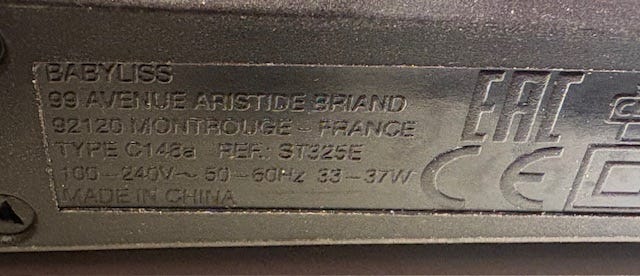 BABYLISS
99 AVENUE ARISTIDE BRIAND
92120 MONTROUGE - FRANCE
TYPE C148a REF: ST325E
100-240V~ 50-60Hz 33-37W
MADE IN CHINA
EAC
CE